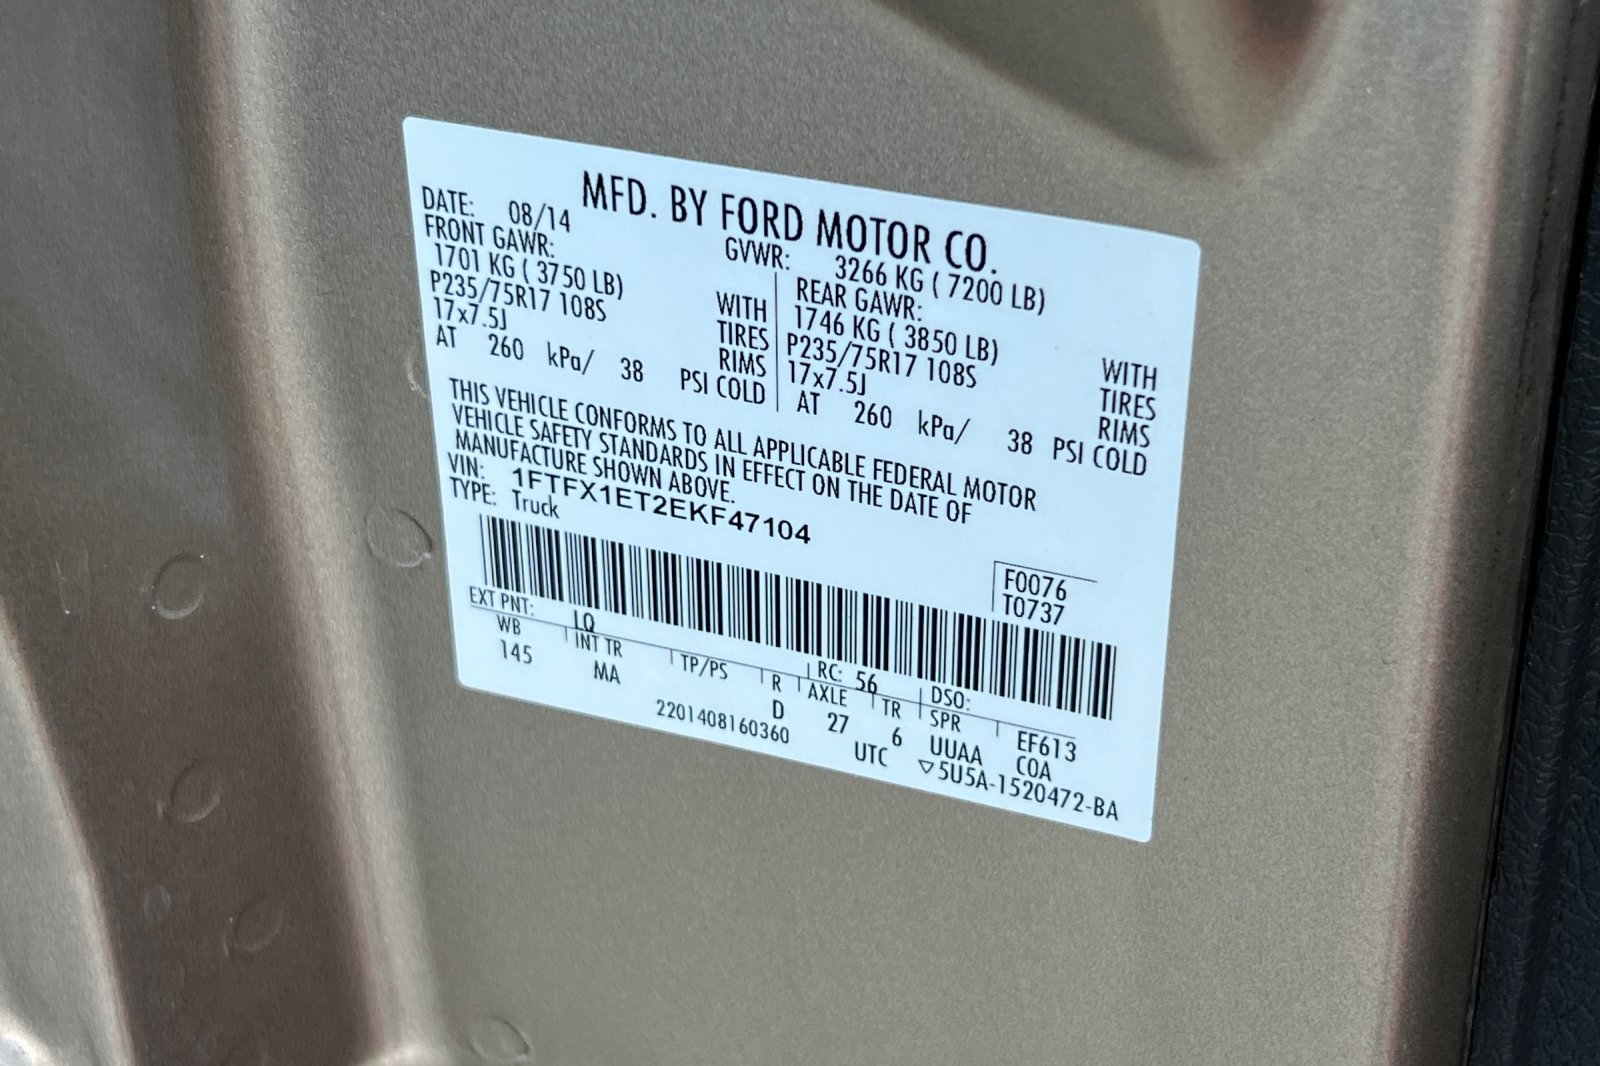 MFD. BY FORD MOTOR CO.
DATE: 08/14 GVWR: 3266 KG ( 7200 LB)
FRONT GAWR: REAR GAWR:
1701 KG ( 3750 LB) WITH 1746 KG ( 3850 LB) WITH
P235/75R17 108S TIRES P235/75R17 108S TIRES
17x7.5J RIMS 17x7.5J RIMS
AT 260 kPa/ 38 PSI COLD AT 260 kPa/ 38 PSI COLD
THIS VEHICLE CONFORMS TO ALL APPLICABLE FEDERAL MOTOR
VEHICLE SAFETY STANDARDS IN EFFECT ON THE DATE OF
MANUFACTURE SHOWN ABOVE.
VIN: 1FTFX1ET2EKF47104
TYPE: Truck
F0076
T0737
EXT PNT: LQ RC: 56 DSO:
WB INT TR TP/PS R AXLE TR SPR EF613
145 MA D 27 6 UUAA COA
2201408160360 UTC ▽5U5A-1520472-BA